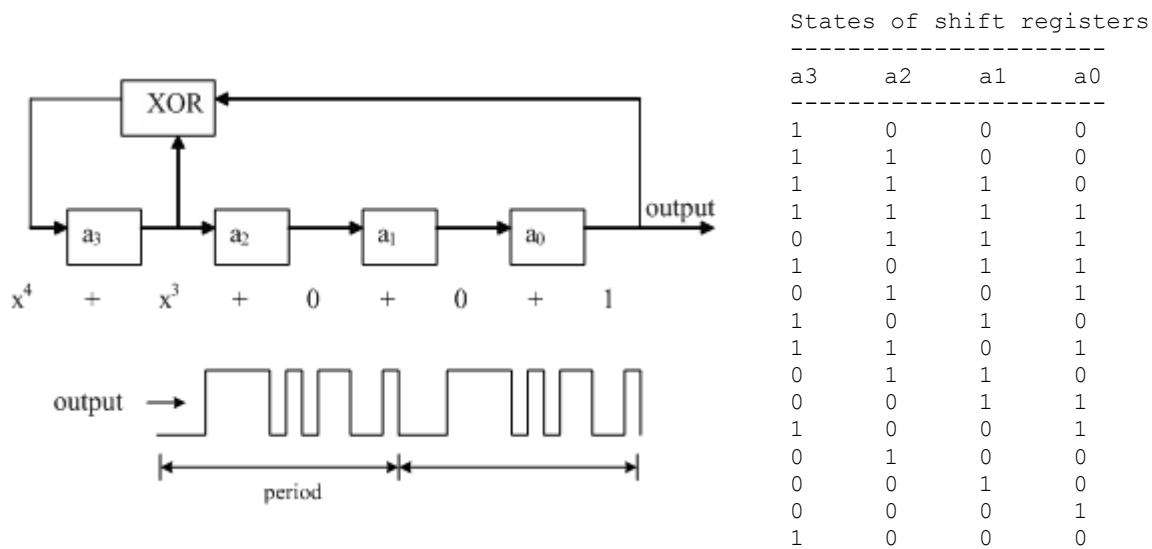 XOR
output
a₃ a₂ a₁ a₀
x⁴ + x³ + 0 + 0 + 1
output
period
States of shift registers
----------------------
a3 a2 a1 a0
----------------------
1 0 0 0
1 1 0 0
1 1 1 0
1 1 1 1
0 1 1 1
1 0 1 1
0 1 0 1
1 0 1 0
1 1 0 1
0 1 1 0
0 0 1 1
1 0 0 1
0 1 0 0
0 0 1 0
0 0 0 1
1 0 0 0